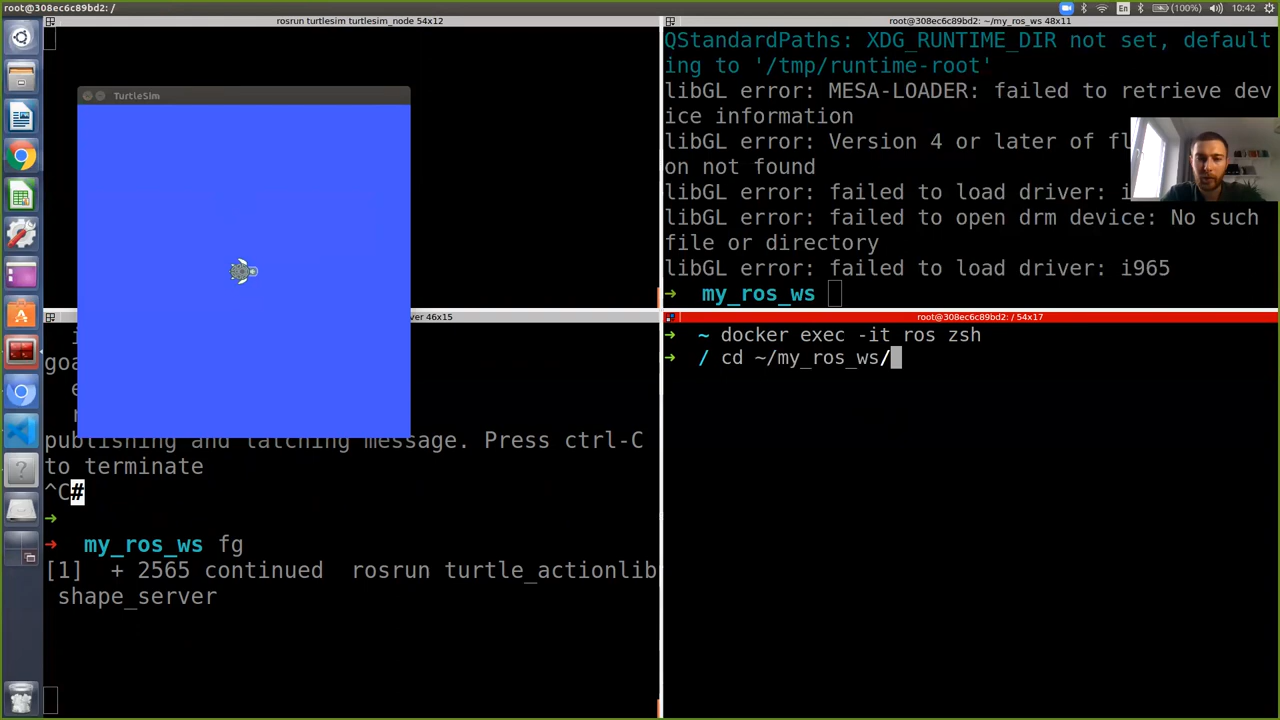 root@308ec6c89bd2: /
En
(100%)
10:42
rosrun turtlesim turtlesim_node 54x12
TurtleSim
root@308ec6c89bd2: ~/my_ros_ws 48x11
QStandardPaths: XDG_RUNTIME_DIR not set, default
ing to '/tmp/runtime-root'
libGL error: MESA-LOADER: failed to retrieve dev
ice information
libGL error: Version 4 or later of
on not found
libGL error: failed to load driver:
libGL error: failed to open drm device: No such
file or directory
libGL error: failed to load driver: i965
➜ my_ros_ws
46x15
publishing and latching message. Press ctrl-C
to terminate
^C#
➜
➜ my_ros_ws fg
[1] + 2565 continued rosrun turtle_actionlib
shape_server
root@308ec6c89bd2: / 54x17
➜ ~ docker exec -it ros zsh
➜ / cd ~/my_ros_ws/